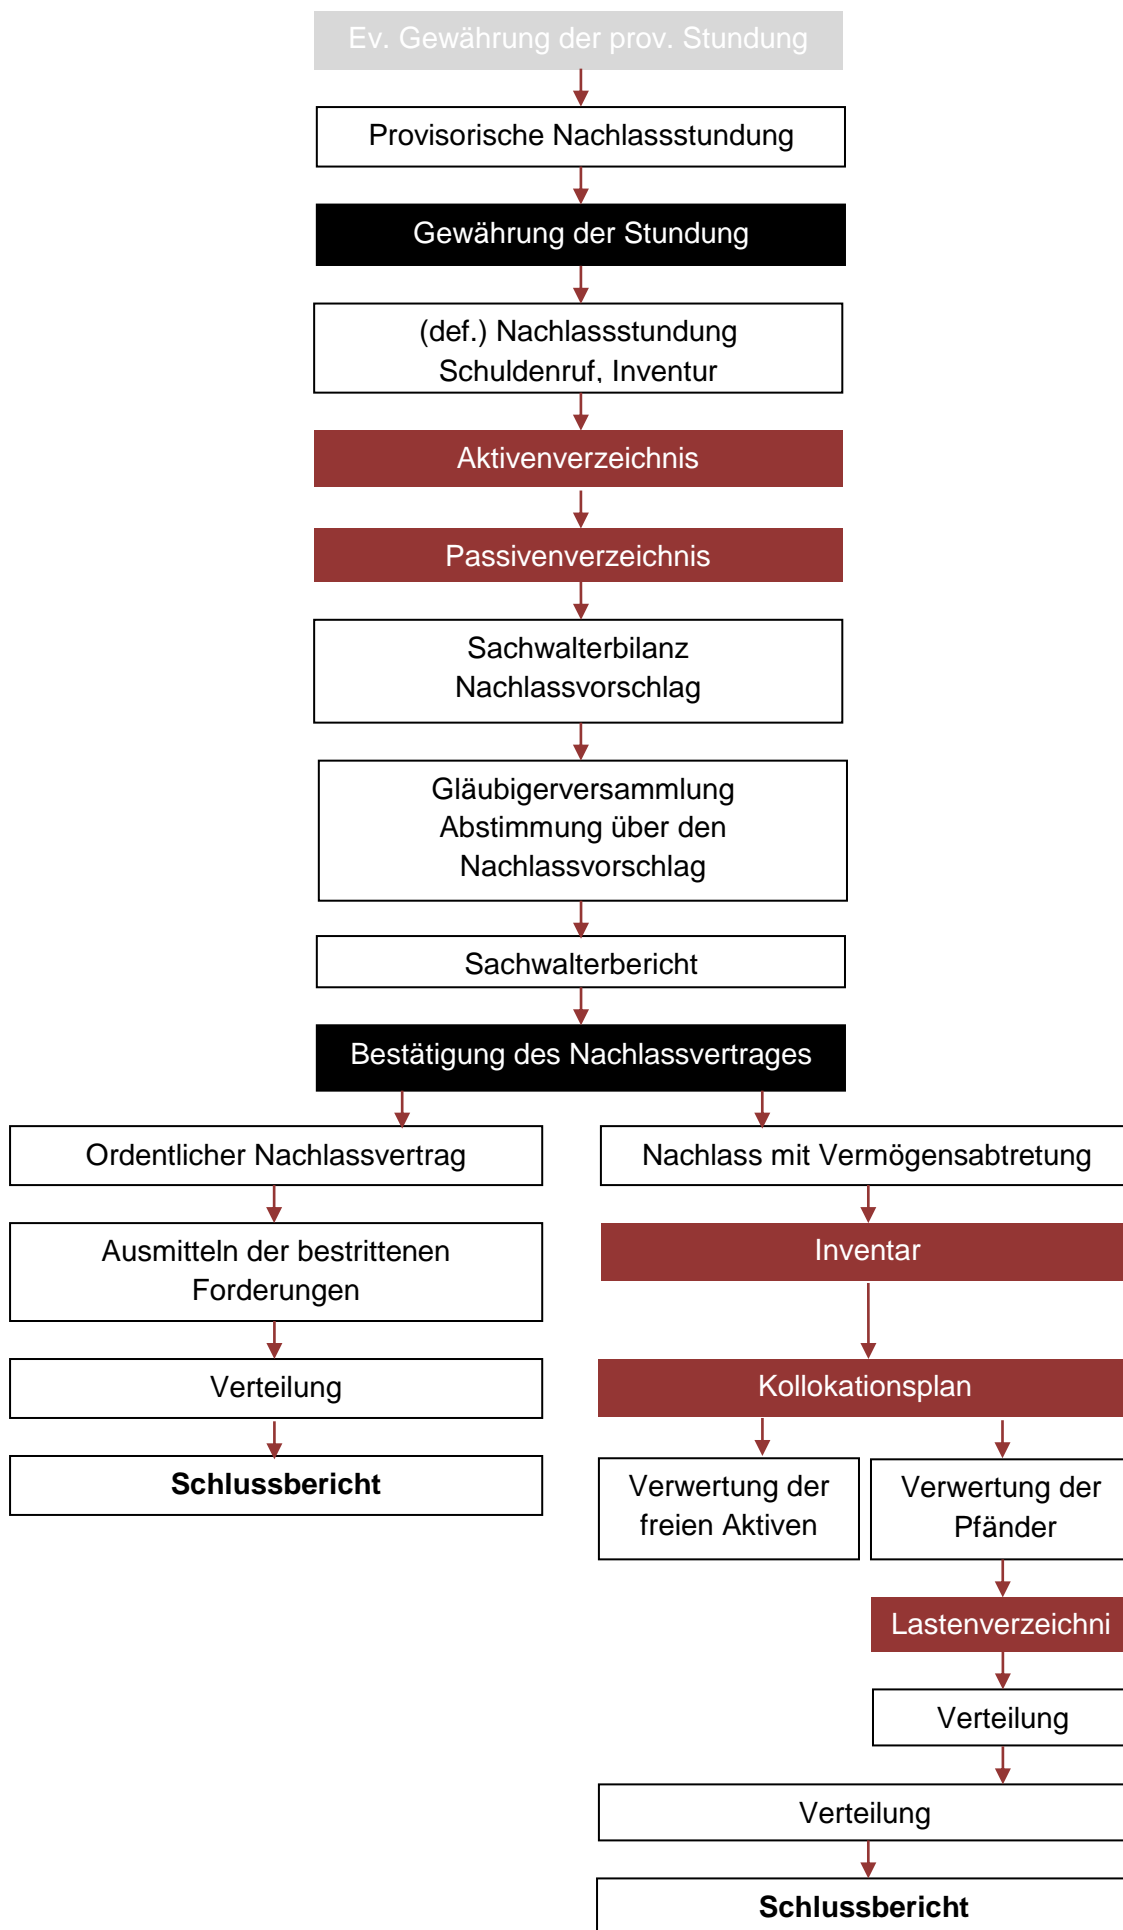 Ev. Gewährung der prov. Stundung
Provisorische Nachlassstundung
Gewährung der Stundung
(def.) Nachlassstundung
Schuldenruf, Inventur
Aktivenverzeichnis
Passivenverzeichnis
Sachwalterbilanz
Nachlassvorschlag
Gläubigerversammlung
Abstimmung über den
Nachlassvorschlag
Sachwalterbericht
Bestätigung des Nachlassvertrages
Ordentlicher Nachlassvertrag
Ausmitteln der bestrittenen
Forderungen
Verteilung
Schlussbericht
Nachlass mit Vermögensabtretung
Inventar
Kollokationsplan
Verwertung der
freien Aktiven
Verwertung der
Pfänder
Lastenverzeichni
Verteilung
Verteilung
Schlussbericht